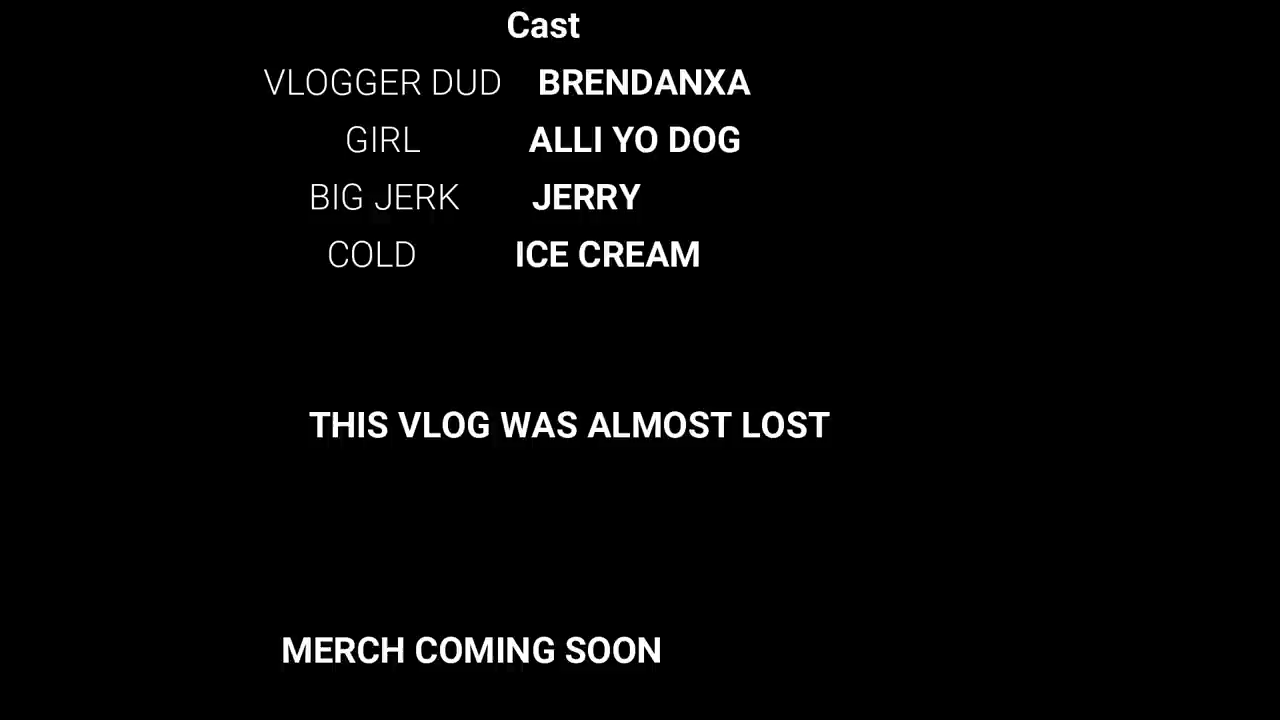 Cast
VLOGGER DUD BRENDANXA
GIRL ALLI YO DOG
BIG JERK JERRY
COLD ICE CREAM
THIS VLOG WAS ALMOST LOST
MERCH COMING SOON